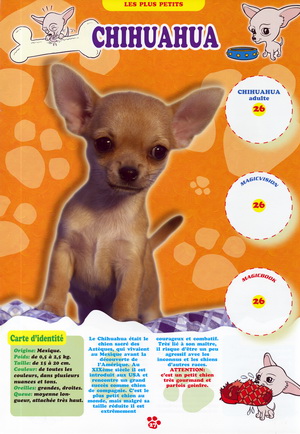 LES PLUS PETITS
CHIHUAHUA
CHIHUAHUA
adulte
26
MAGICVISION
26
MAGICBOOK
26
Carte d'identité
Origine: Mexique.
Poids: de 0,5 à 2,5 kg.
Taille: de 16 à 20 cm.
Couleur: de toutes les
couleurs, dans plusieurs
nuances et tons.
Oreilles: grandes, droites.
Queue: moyenne lon-
gueur, attachée très haut.
Le Chihuahua était le
chien sacré des
Aztèques, qui vivaient
au Mexique avant la
découverte de
l'Amérique. Au
XIXème siècle il est
introduit aux USA et
rencontre un grand
succès comme chien
de compagnie. C'est le
plus petit chien au
monde, mais malgré sa
taille réduite il est
extrêmement
courageux et combatif.
Très lié à son maître,
il risque d'être un peu
agressif avec les
inconnus et les chiens
d'autres races.
ATTENTION:
c'est un petit chien
très gourmand et
parfois geindre.